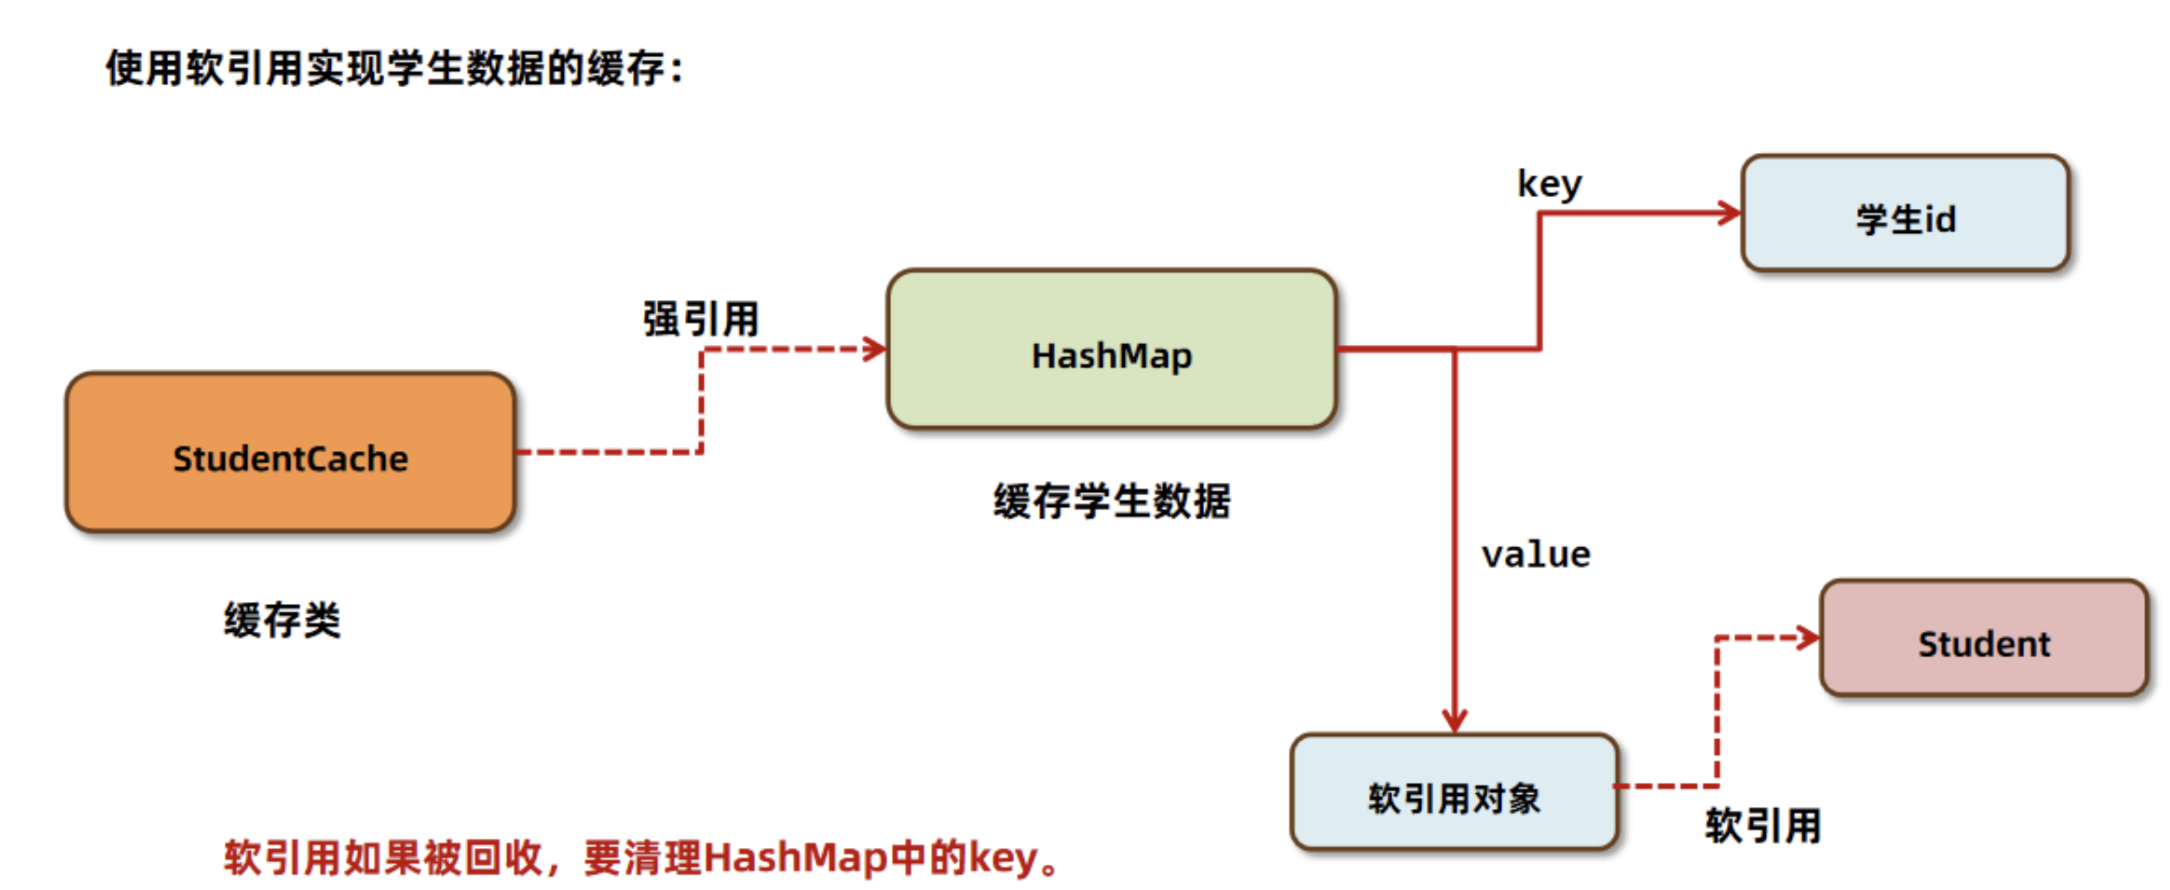 使用软引用实现学生数据的缓存：
key
学生id
强引用
HashMap
StudentCache
缓存学生数据
value
缓存类
Student
软引用对象
软引用
软引用如果被回收，要清理HashMap中的key。